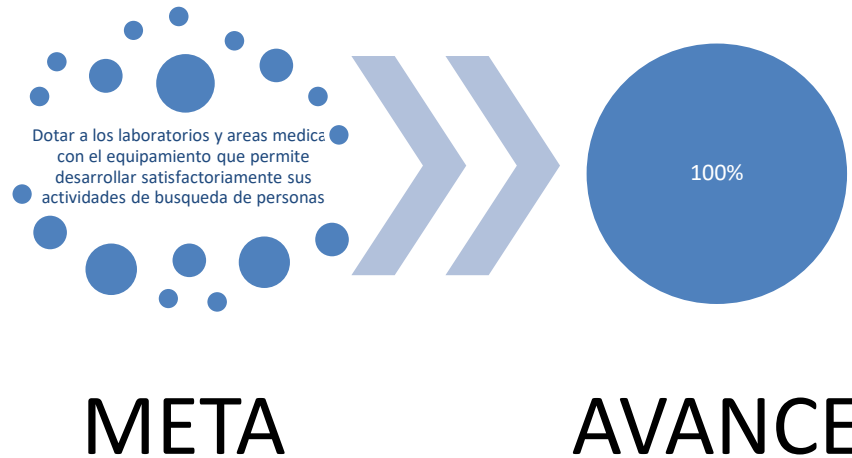 Dotar a los laboratorios y areas medica
con el equipamiento que permite
desarrollar satisfactoriamente sus
actividades de busqueda de personas
100%
META
AVANCE